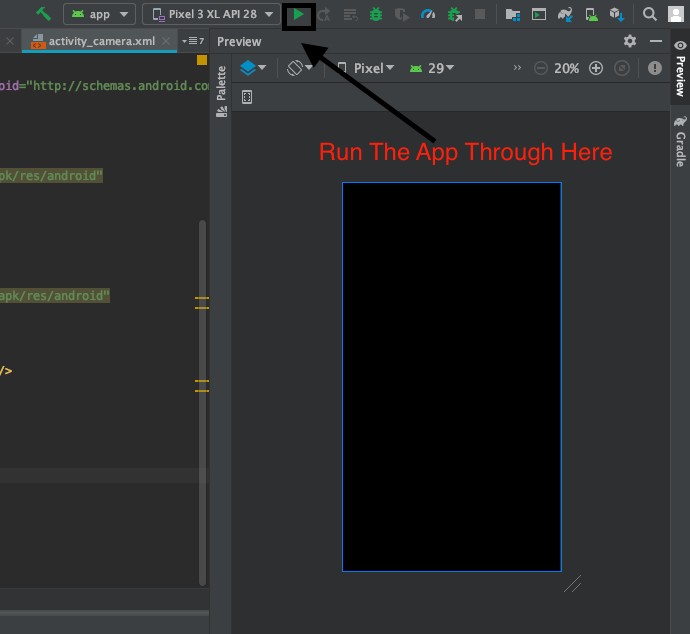 app
Pixel 3 XL API 28
activity_camera.xml
7
Preview
oid="http://schemas.android.co
Palette
Pixel
29
20%
Preview
Gradle
Run The App Through Here
pk/res/android"
apk/res/android"
/>